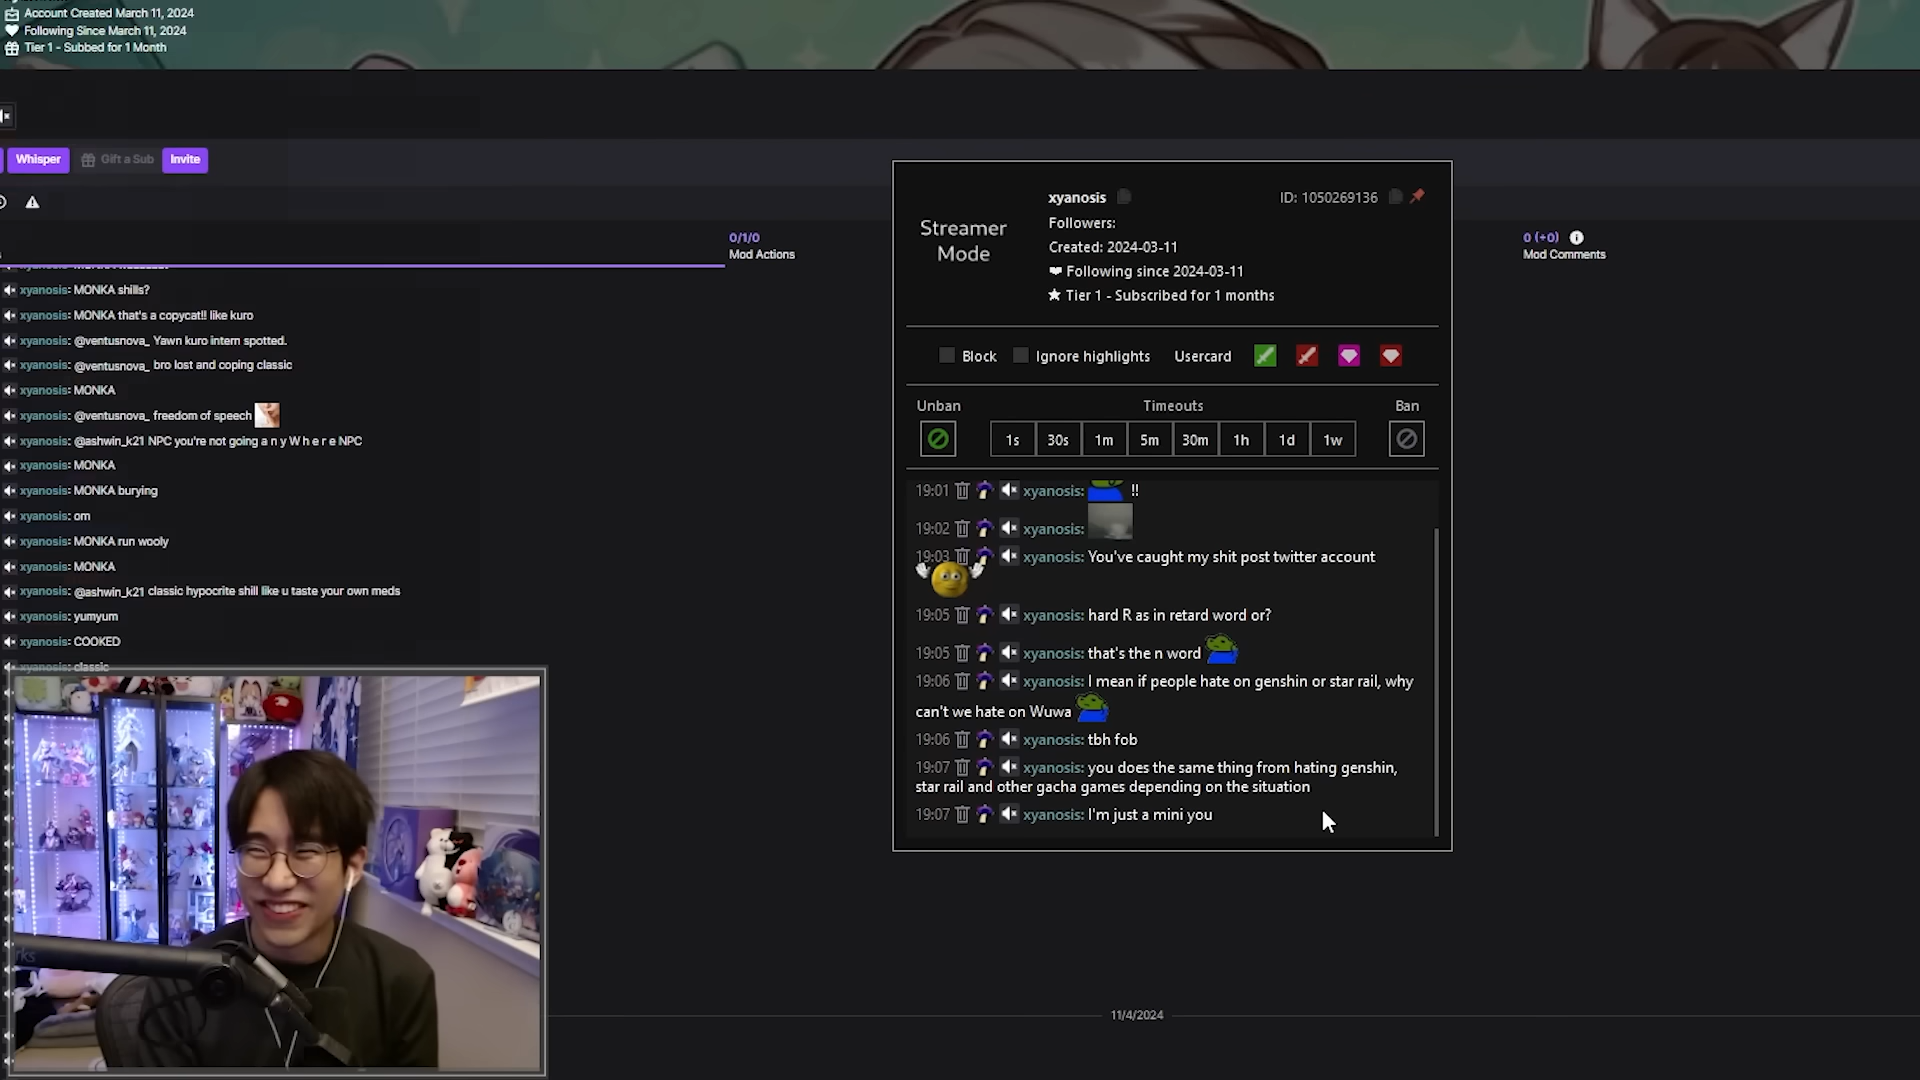 Account Created March 11, 2024
Following Since March 11, 2024
Tier 1 - Subbed for 1 Month
Whisper
Gift a Sub
Invite
0/1/0
Mod Actions
0 (+0)
Mod Comments
xyanosis: MONKA shills?
xyanosis: MONKA that's a copycat!! like kuro
xyanosis: @ventusnova_ Yawn kuro intern spotted.
xyanosis: @ventusnova_ bro lost and coping classic
xyanosis: MONKA
xyanosis: @ventusnova_ freedom of speech
xyanosis: @ashwin_k21 NPC you're not going a n y W h e r e NPC
xyanosis: MONKA
xyanosis: MONKA burying
xyanosis: om
xyanosis: MONKA run wooly
xyanosis: MONKA
xyanosis: @ashwin_k21 classic hypocrite shill like u taste your own meds
xyanosis: yumyum
xyanosis: COOKED
xyanosis: classic
Streamer
Mode
xyanosis
ID: 1050269136
Followers:
Created: 2024-03-11
Following since 2024-03-11
Tier 1 - Subscribed for 1 months
Block
Ignore highlights
Usercard
Unban
Timeouts
Ban
1s 30s 1m 5m 30m 1h 1d 1w
19:01 xyanosis: !!
19:02 xyanosis:
19:03 xyanosis: You've caught my shit post twitter account
19:05 xyanosis: hard R as in retard word or?
19:05 xyanosis: that's the n word
19:06 xyanosis: I mean if people hate on genshin or star rail, why
can't we hate on Wuwa
19:06 xyanosis: tbh fob
19:07 xyanosis: you does the same thing from hating genshin,
star rail and other gacha games depending on the situation
19:07 xyanosis: I'm just a mini you
11/4/2024